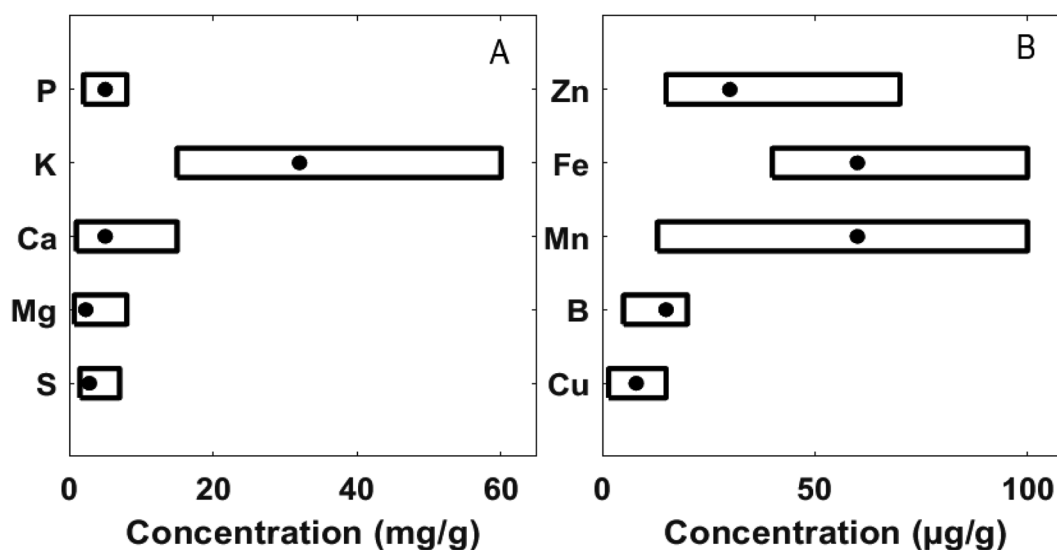 A
P
K
Ca
Mg
S
0 20 40 60
Concentration (mg/g)
B
Zn
Fe
Mn
B
Cu
0 50 100
Concentration (µg/g)